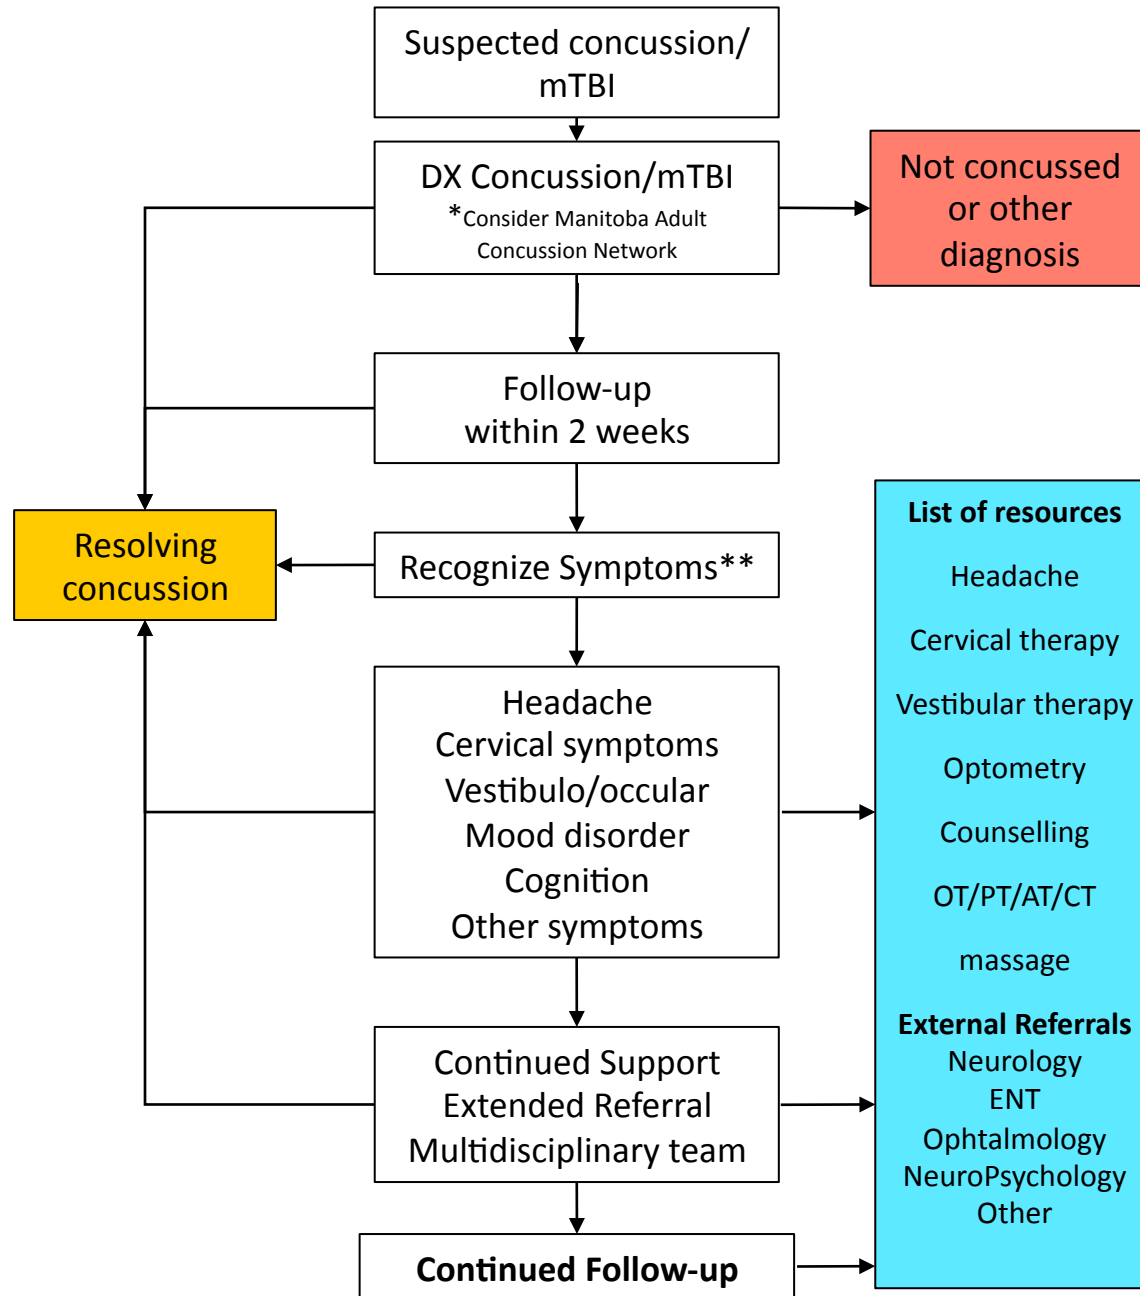 Suspected concussion/
mTBI
DX Concussion/mTBI
*Consider Manitoba Adult
Concussion Network
Not concussed
or other
diagnosis
Follow-up
within 2 weeks
Resolving
concussion
Recognize Symptoms**
Headache
Cervical symptoms
Vestibulo/occular
Mood disorder
Cognition
Other symptoms
Continued Support
Extended Referral
Multidisciplinary team
Continued Follow-up
List of resources
Headache
Cervical therapy
Vestibular therapy
Optometry
Counselling
OT/PT/AT/CT
massage
External Referrals
Neurology
ENT
Ophtalmology
NeuroPsychology
Other